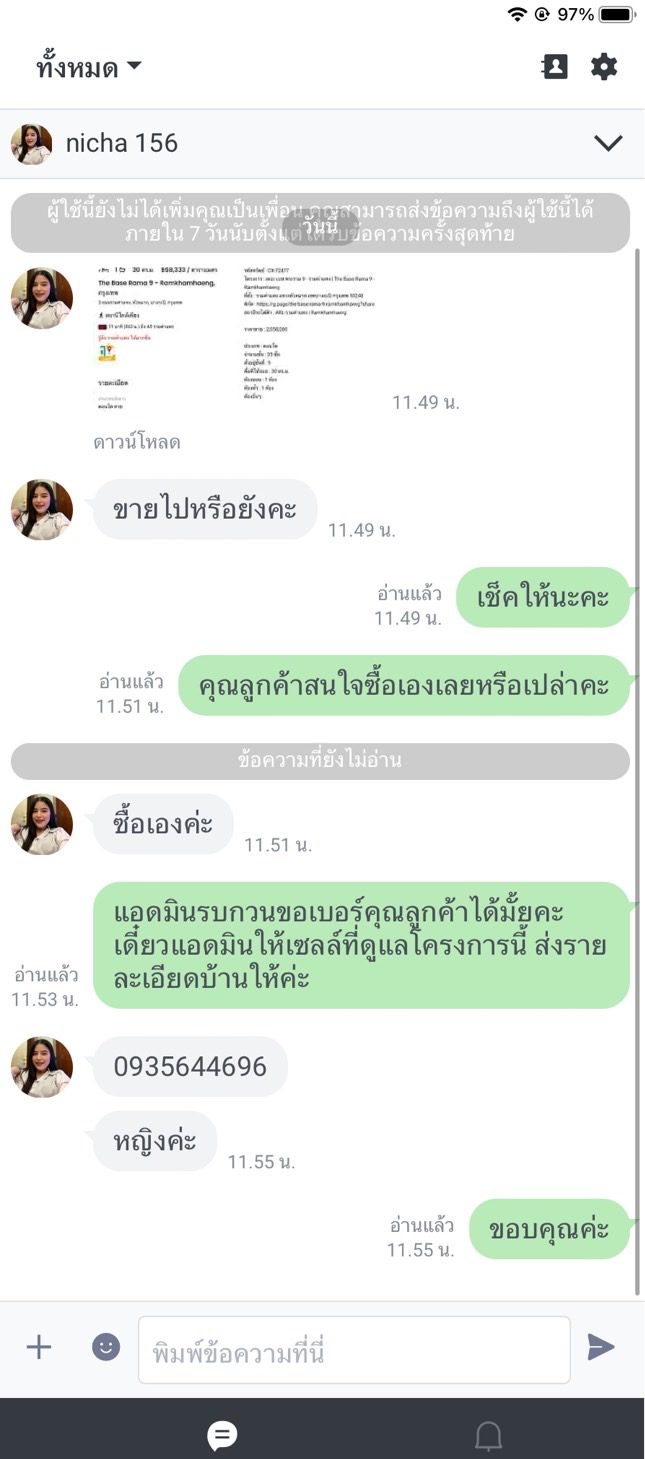 97%
ทั้งหมด
nicha 156
ผู้ใช้นี้ยังไม่ได้เพิ่มคุณเป็นเพื่อน คุณสามารถส่งข้อความถึงผู้ใช้นี้ได้
ภายใน 7 วันนับตั้งแต่ได้รับข้อความครั้งสุดท้าย
วันนี้
The Base Rama 9 - Ramkhamhaeng,
กรุงเทพ
รายละเอียด
11.49 น.
ดาวน์โหลด
ขายไปหรือยังคะ
11.49 น.
เช็คให้นะคะ
อ่านแล้ว
11.49 น.
คุณลูกค้าสนใจซื้อเองเลยหรือเปล่าคะ
อ่านแล้ว
11.51 น.
ข้อความที่ยังไม่อ่าน
ซื้อเองค่ะ
11.51 น.
แอดมินรบกวนขอเบอร์คุณลูกค้าได้มั้ยคะ
เดี๋ยวแอดมินให้เซลล์ที่ดูแลโครงการนี้ ส่งราย
ละเอียดบ้านให้ค่ะ
อ่านแล้ว
11.53 น.
0935644696
หญิงค่ะ
11.55 น.
ขอบคุณค่ะ
อ่านแล้ว
11.55 น.
พิมพ์ข้อความที่นี่